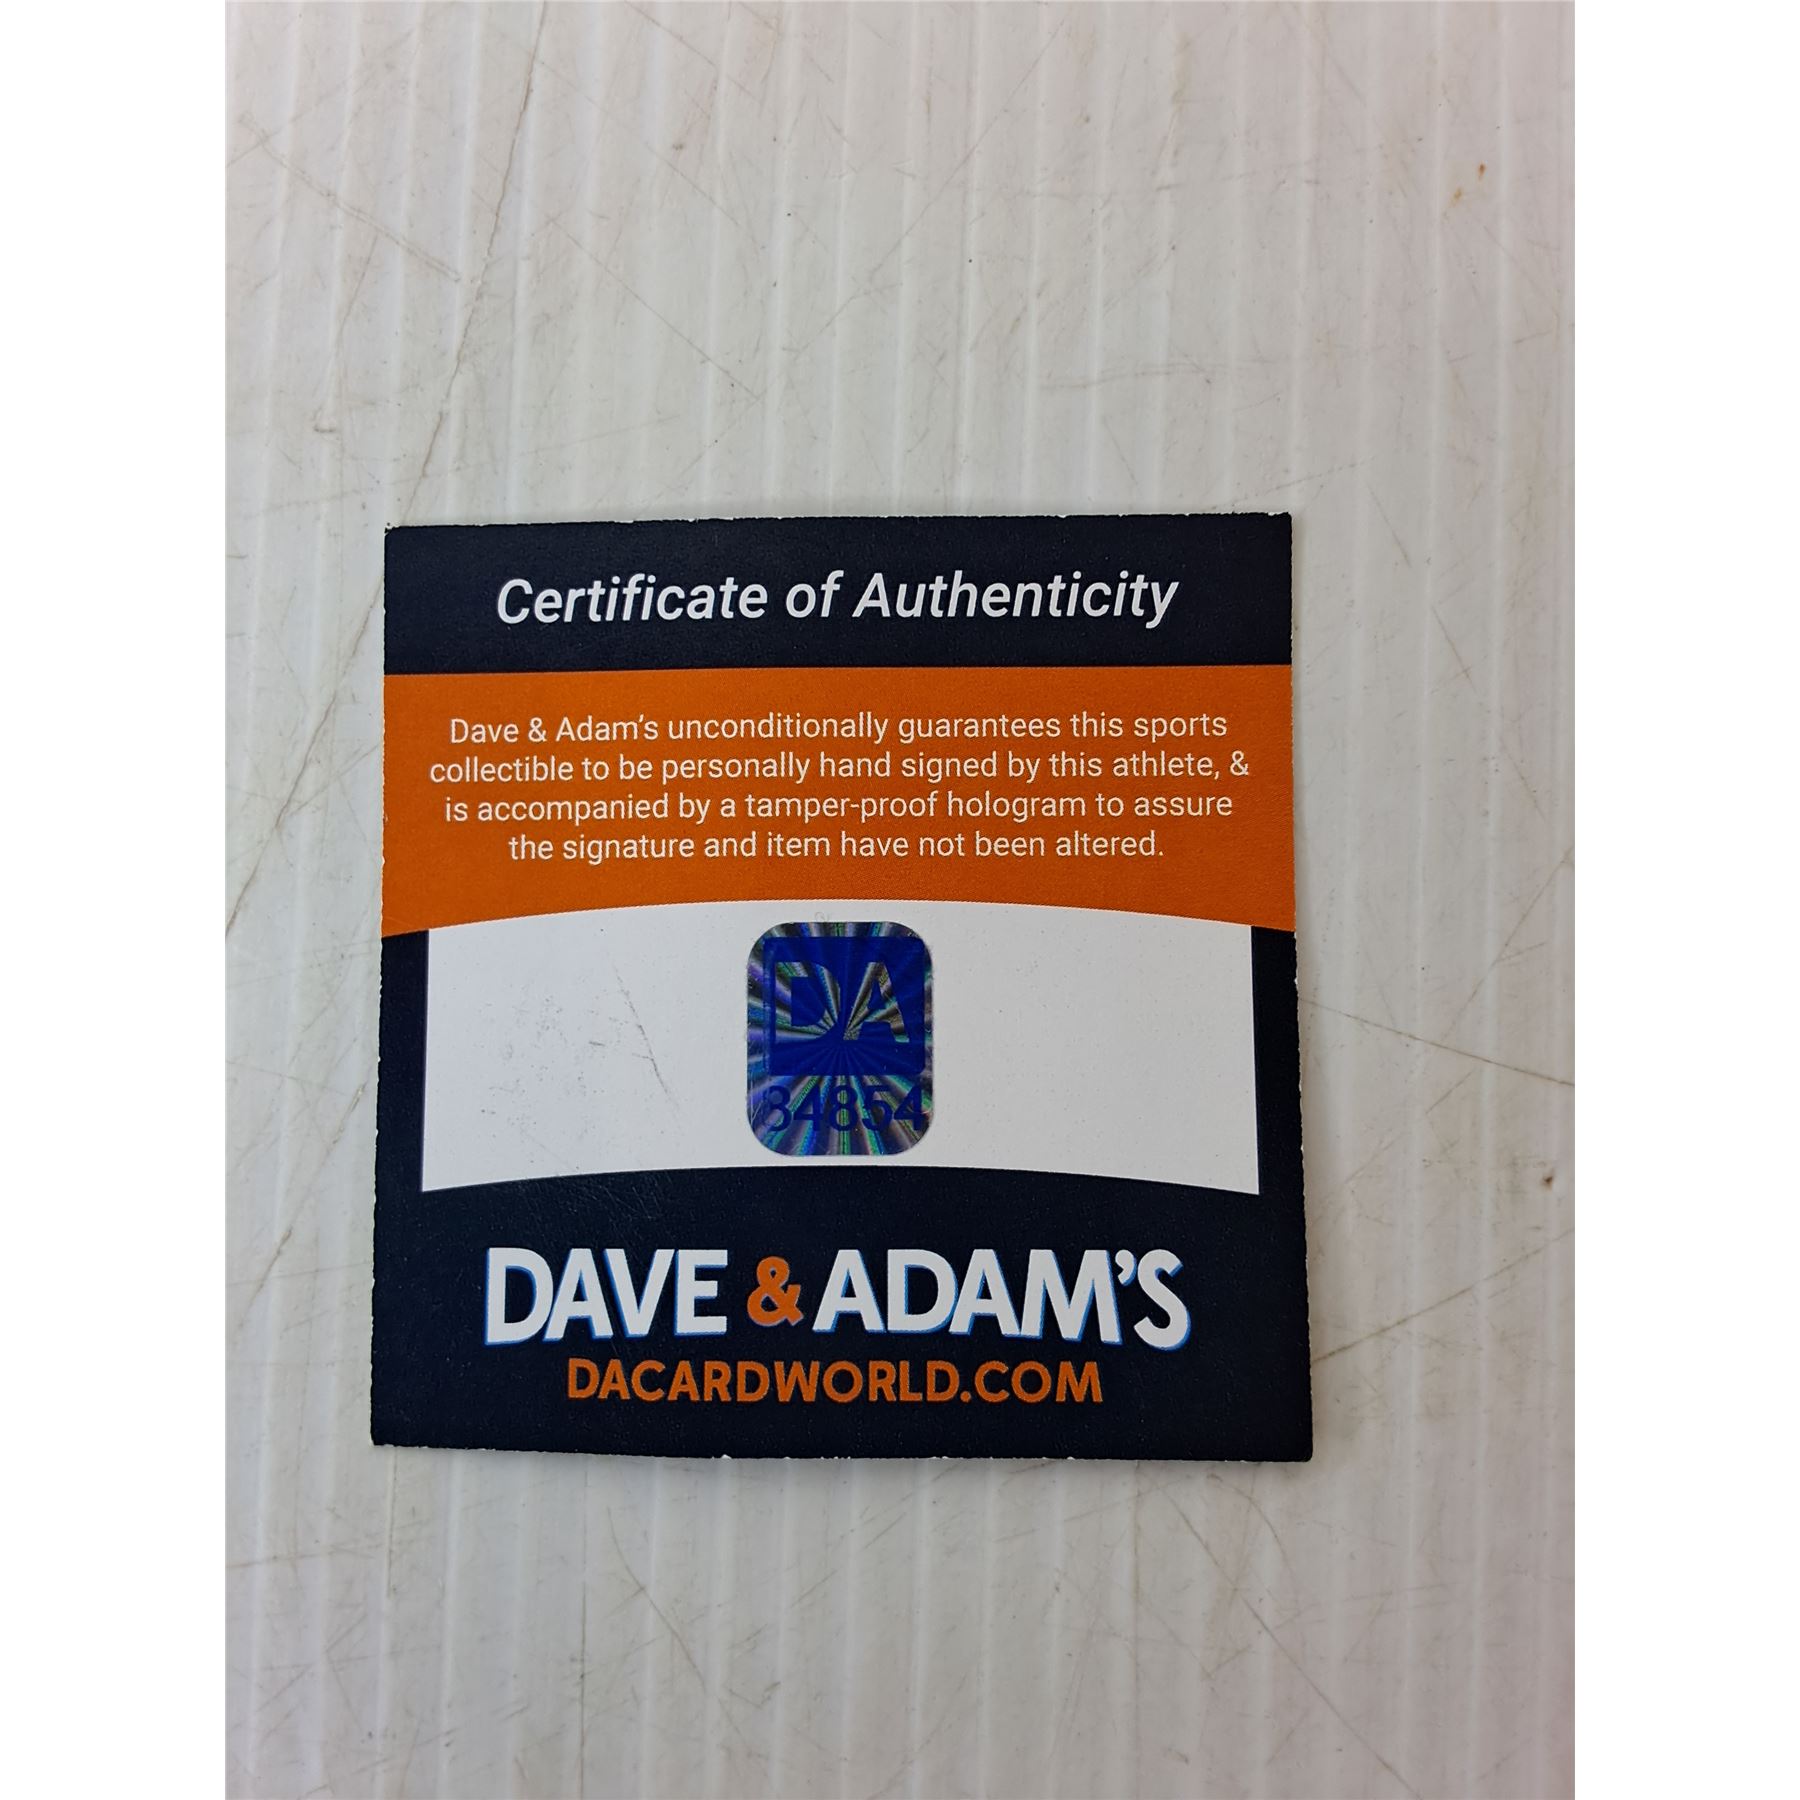 Certificate of Authenticity
Dave & Adam's unconditionally guarantees this sports
collectible to be personally hand signed by this athlete, &
is accompanied by a tamper-proof hologram to assure
the signature and item have not been altered.
DA
84854
DAVE & ADAM'S
DACARDWORLD.COM